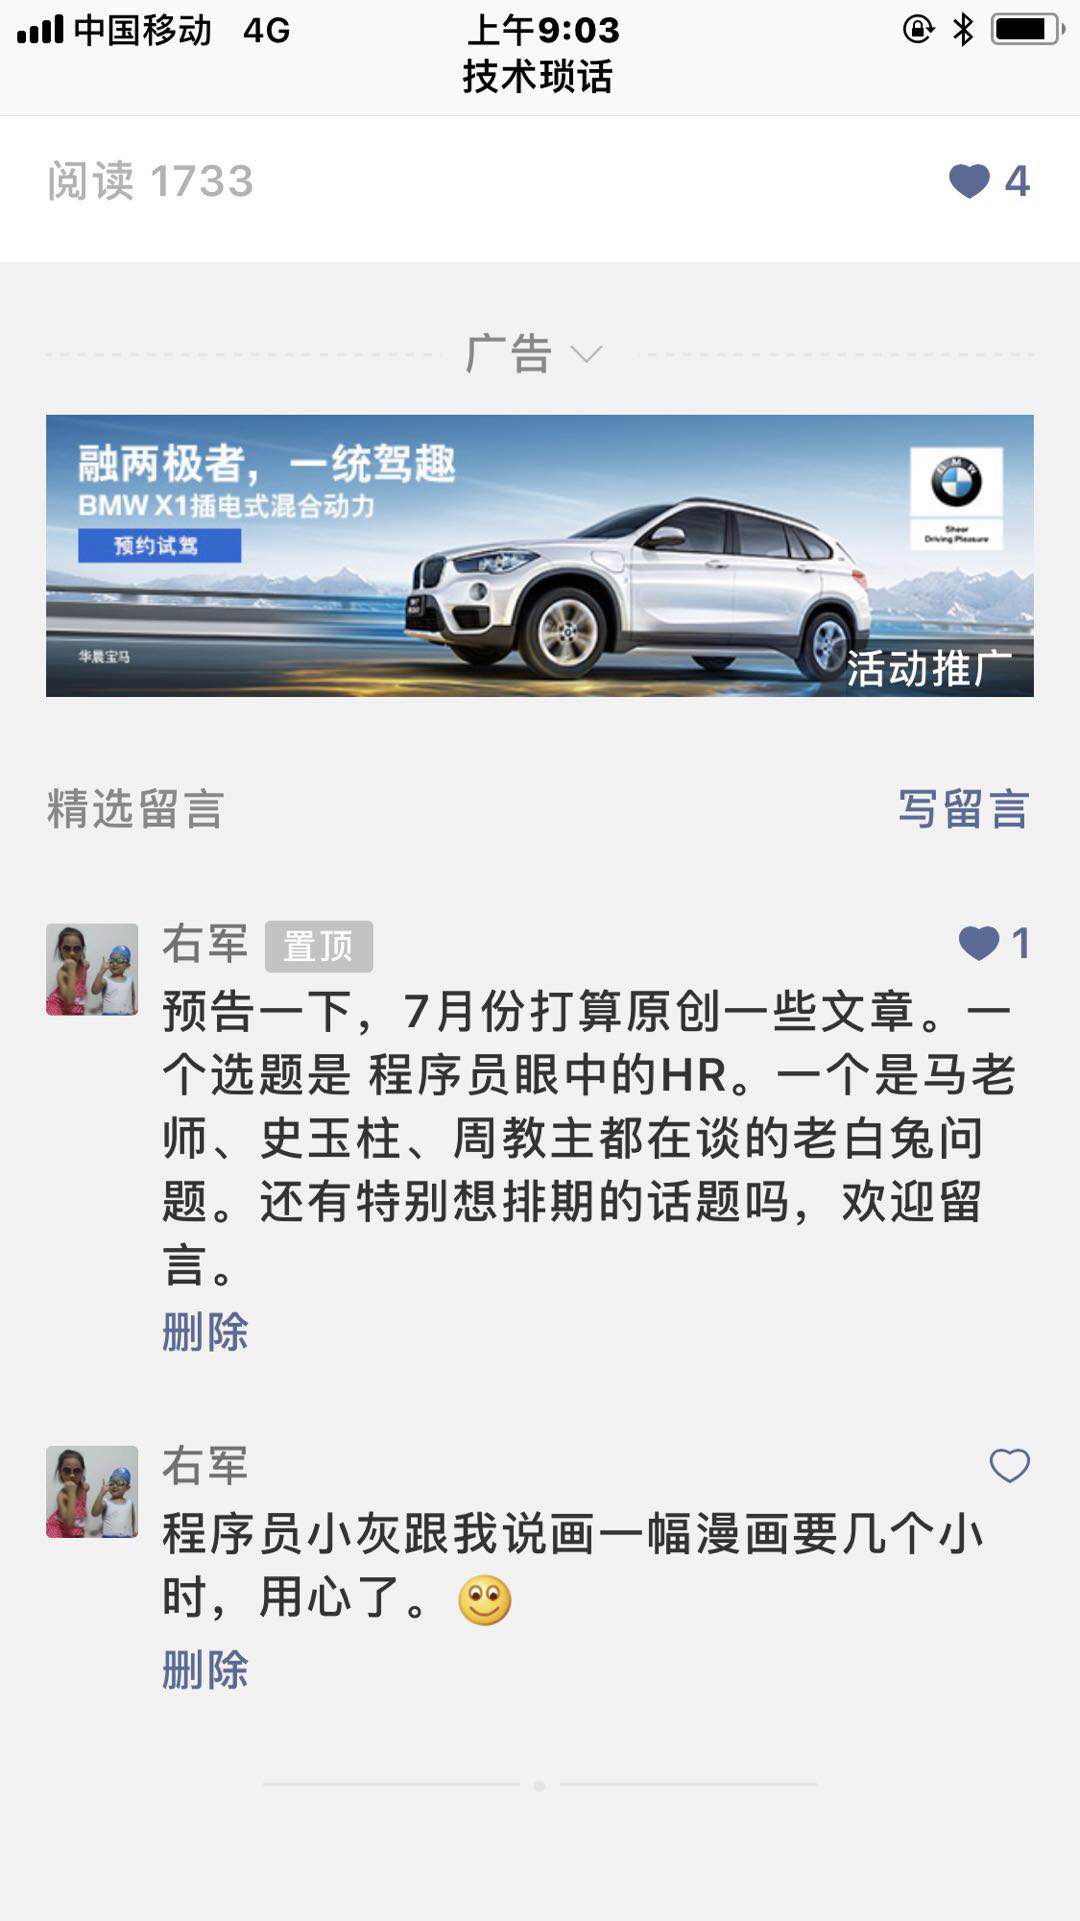 中国移动 4G 上午9:03
技术琐话
阅读 1733 4
广告
融两极者，一统驾趣
BMW X1插电式混合动力
预约试驾
BMW
Sheer
Driving Pleasure
华晨宝马
活动推广
精选留言 写留言
右军 置顶 1
预告一下，7月份打算原创一些文章。一
个选题是 程序员眼中的HR。一个是马老
师、史玉柱、周教主都在谈的老白兔问
题。还有特别想排期的话题吗，欢迎留
言。
删除
右军
程序员小灰跟我说画一幅漫画要几个小
时，用心了。
删除